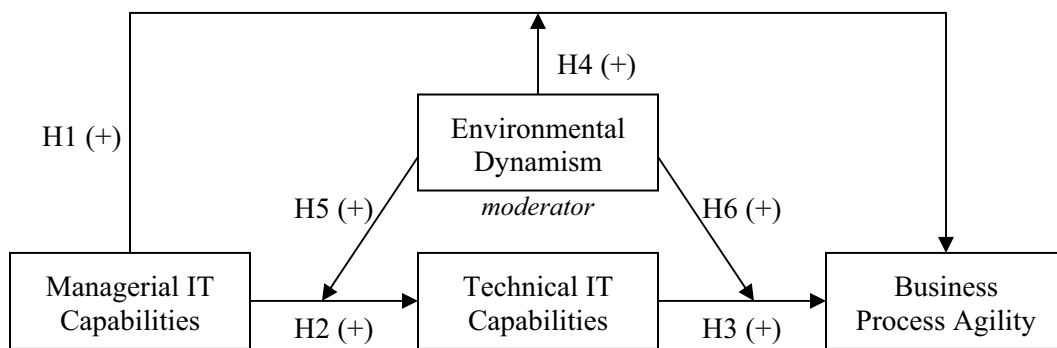 H4 (+)
Environmental
Dynamism
H1 (+)
moderator
H5 (+)
H6 (+)
Managerial IT
Capabilities
Technical IT
Capabilities
Business
Process Agility
H2 (+)
H3 (+)